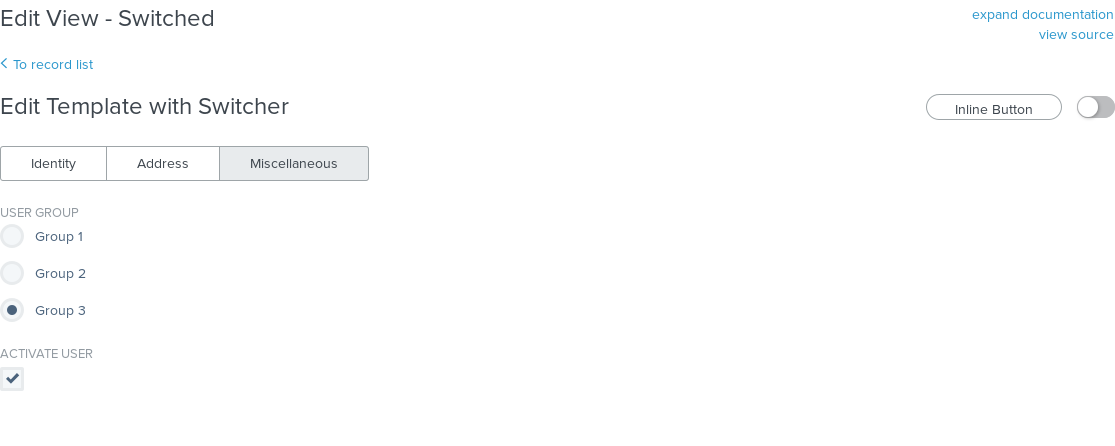 Edit View - Switched
expand documentation
view source
To record list
Edit Template with Switcher
Inline Button
Identity
Address
Miscellaneous
USER GROUP
Group 1
Group 2
Group 3
ACTIVATE USER